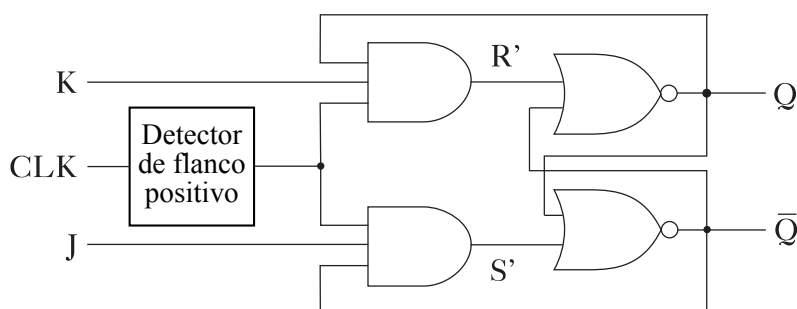 R’
K
Q
Detector
de flanco
positivo
CLK
J
S’
Q̅